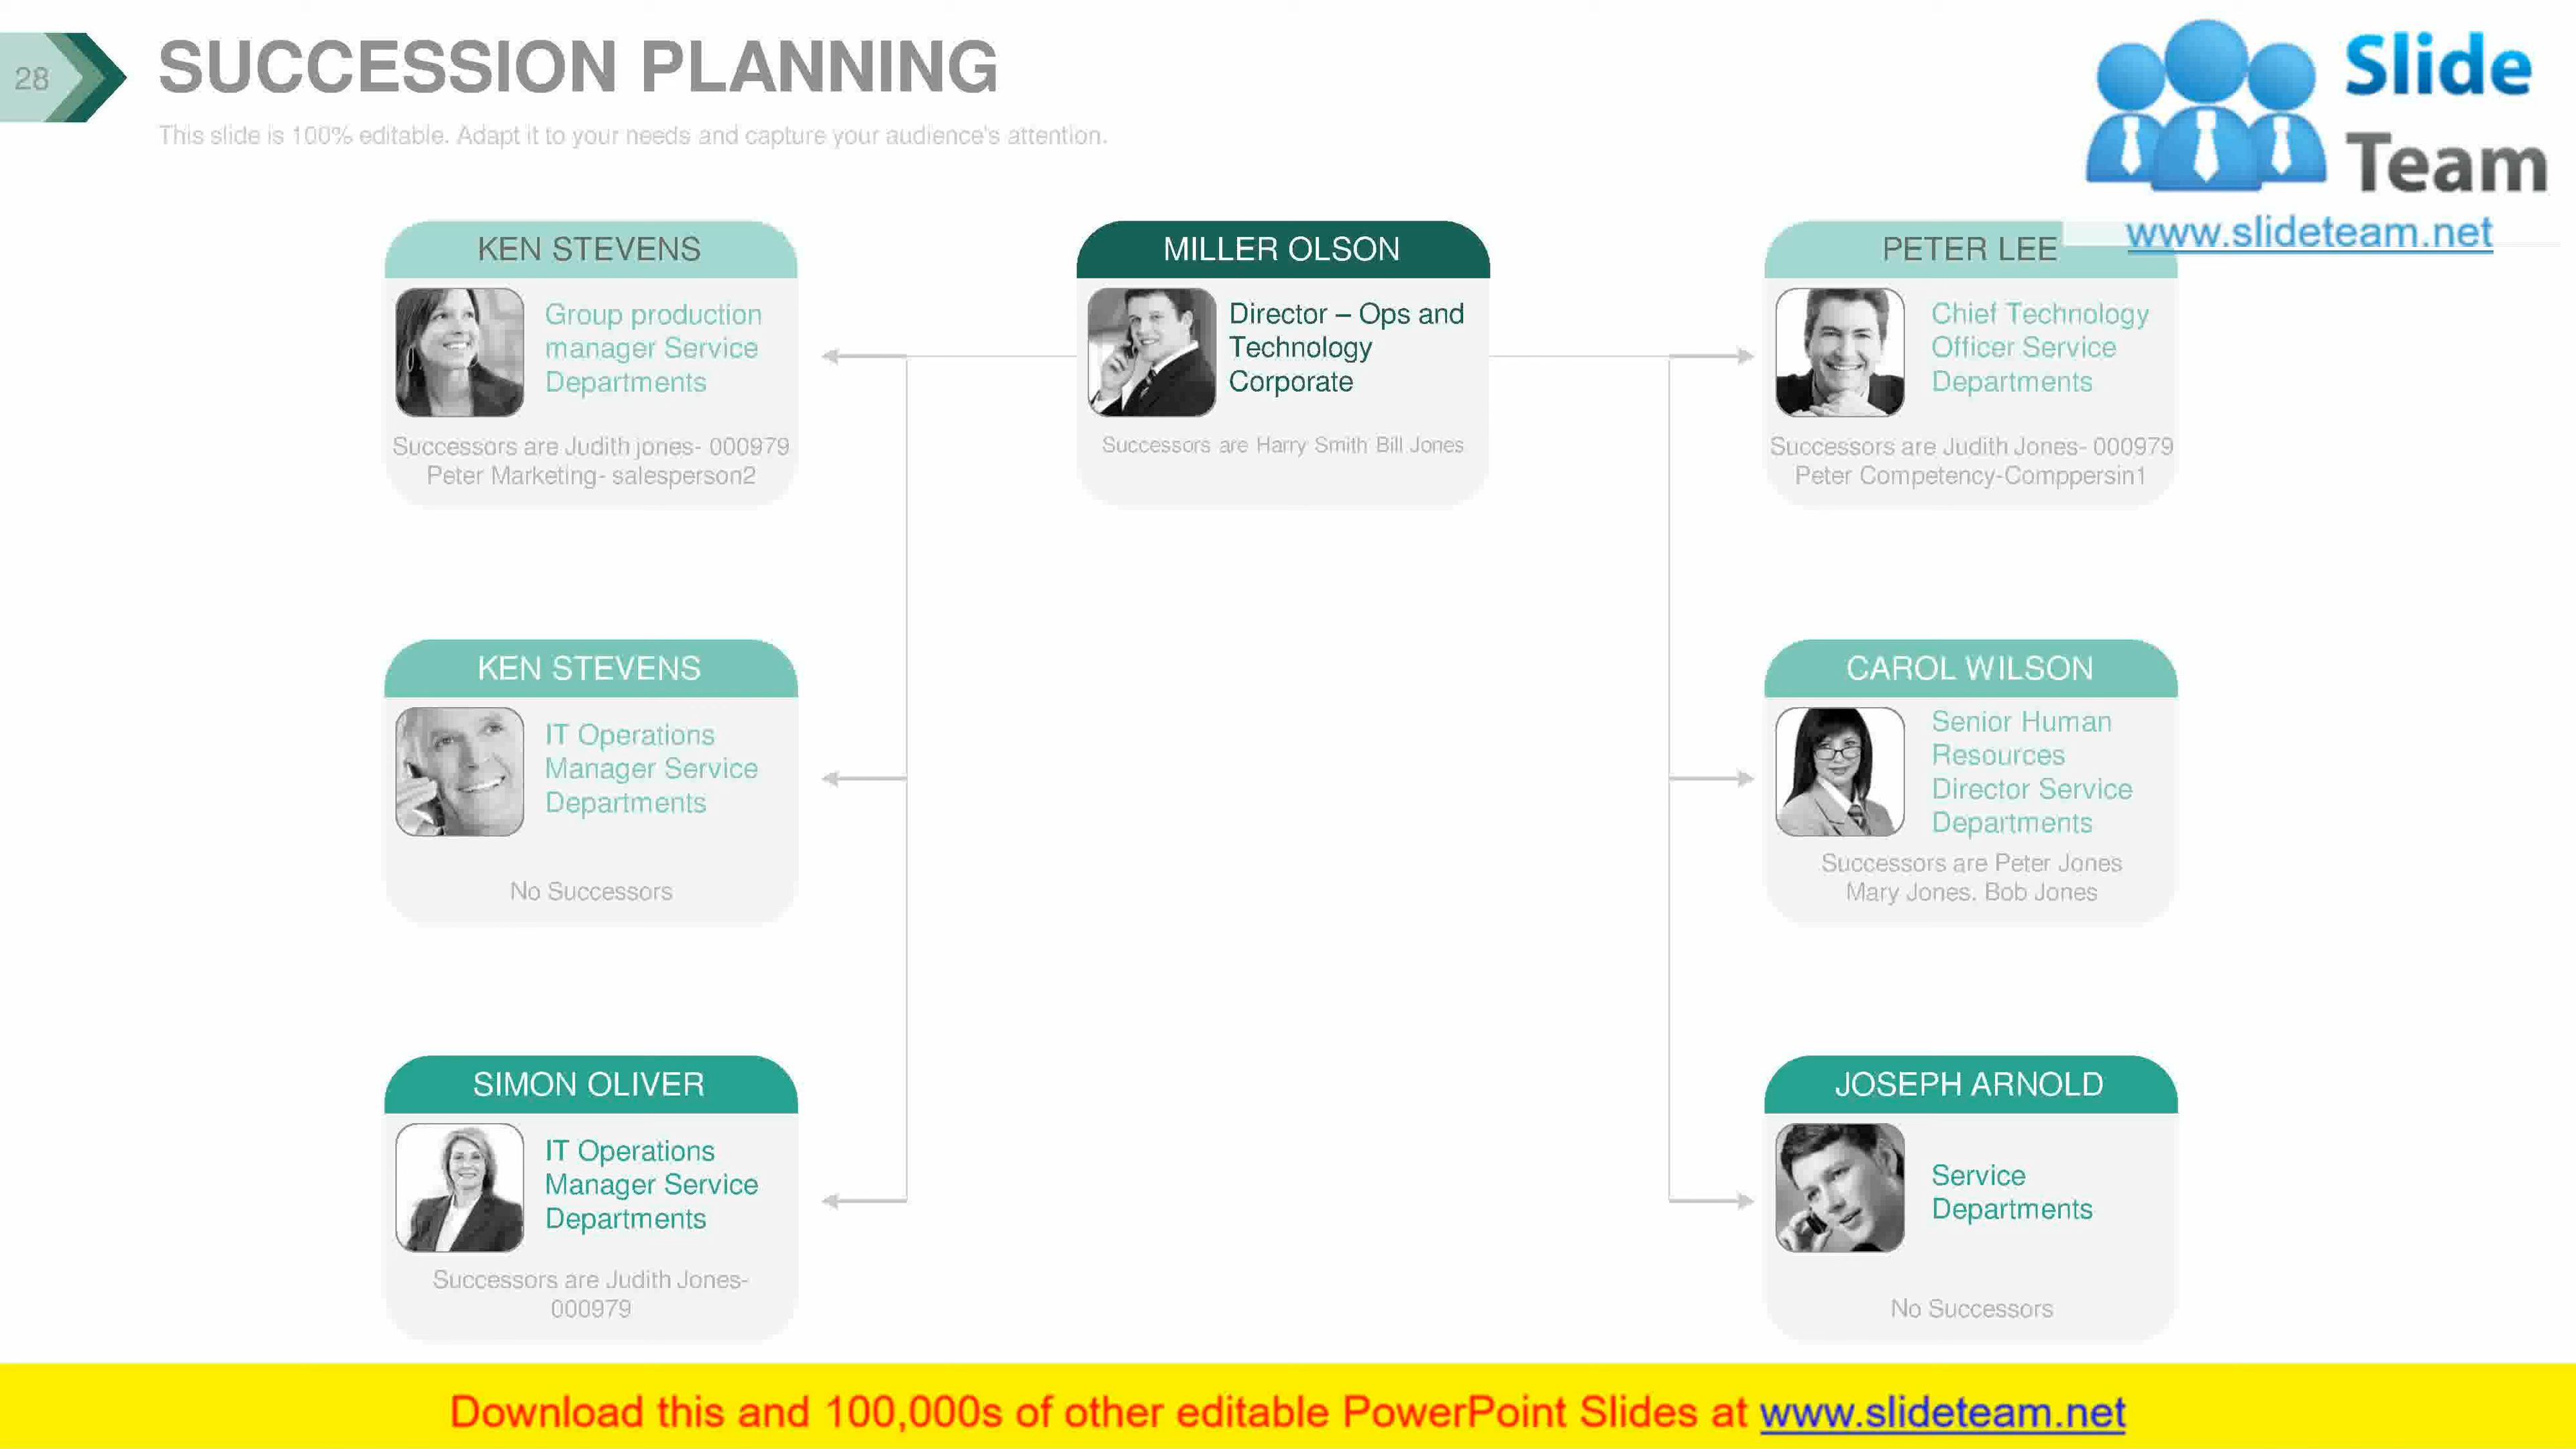 28
SUCCESSION PLANNING
This slide is 100% editable. Adapt it to your needs and capture your audience's attention.
Slide
Team
www.slideteam.net
KEN STEVENS
Group production
manager Service
Departments
Successors are Judith jones- 000979
Peter Marketing- salesperson2
MILLER OLSON
Director – Ops and
Technology
Corporate
Successors are Harry Smith Bill Jones
PETER LEE
Chief Technology
Officer Service
Departments
Successors are Judith Jones- 000979
Peter Competency-Comppersin1
KEN STEVENS
IT Operations
Manager Service
Departments
No Successors
CAROL WILSON
Senior Human
Resources
Director Service
Departments
Successors are Peter Jones
Mary Jones. Bob Jones
SIMON OLIVER
IT Operations
Manager Service
Departments
Successors are Judith Jones-
000979
JOSEPH ARNOLD
Service
Departments
No Successors
Download this and 100,000s of other editable PowerPoint Slides at www.slideteam.net